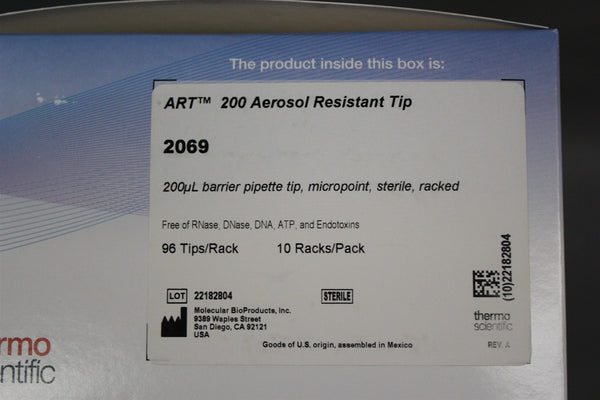 The product inside this box is:
ART™ 200 Aerosol Resistant Tip
2069
200µL barrier pipette tip, micropoint, sterile, racked
Free of RNase, DNase, DNA, ATP, and Endotoxins
96 Tips/Rack 10 Racks/Pack
LOT 22182804 STERILE
Molecular BioProducts, Inc.
9389 Waples Street
San Diego, CA 92121
USA
Goods of U.S. origin, assembled in Mexico
(10)22182804
thermo
scientific
REV. A
rmo
entific